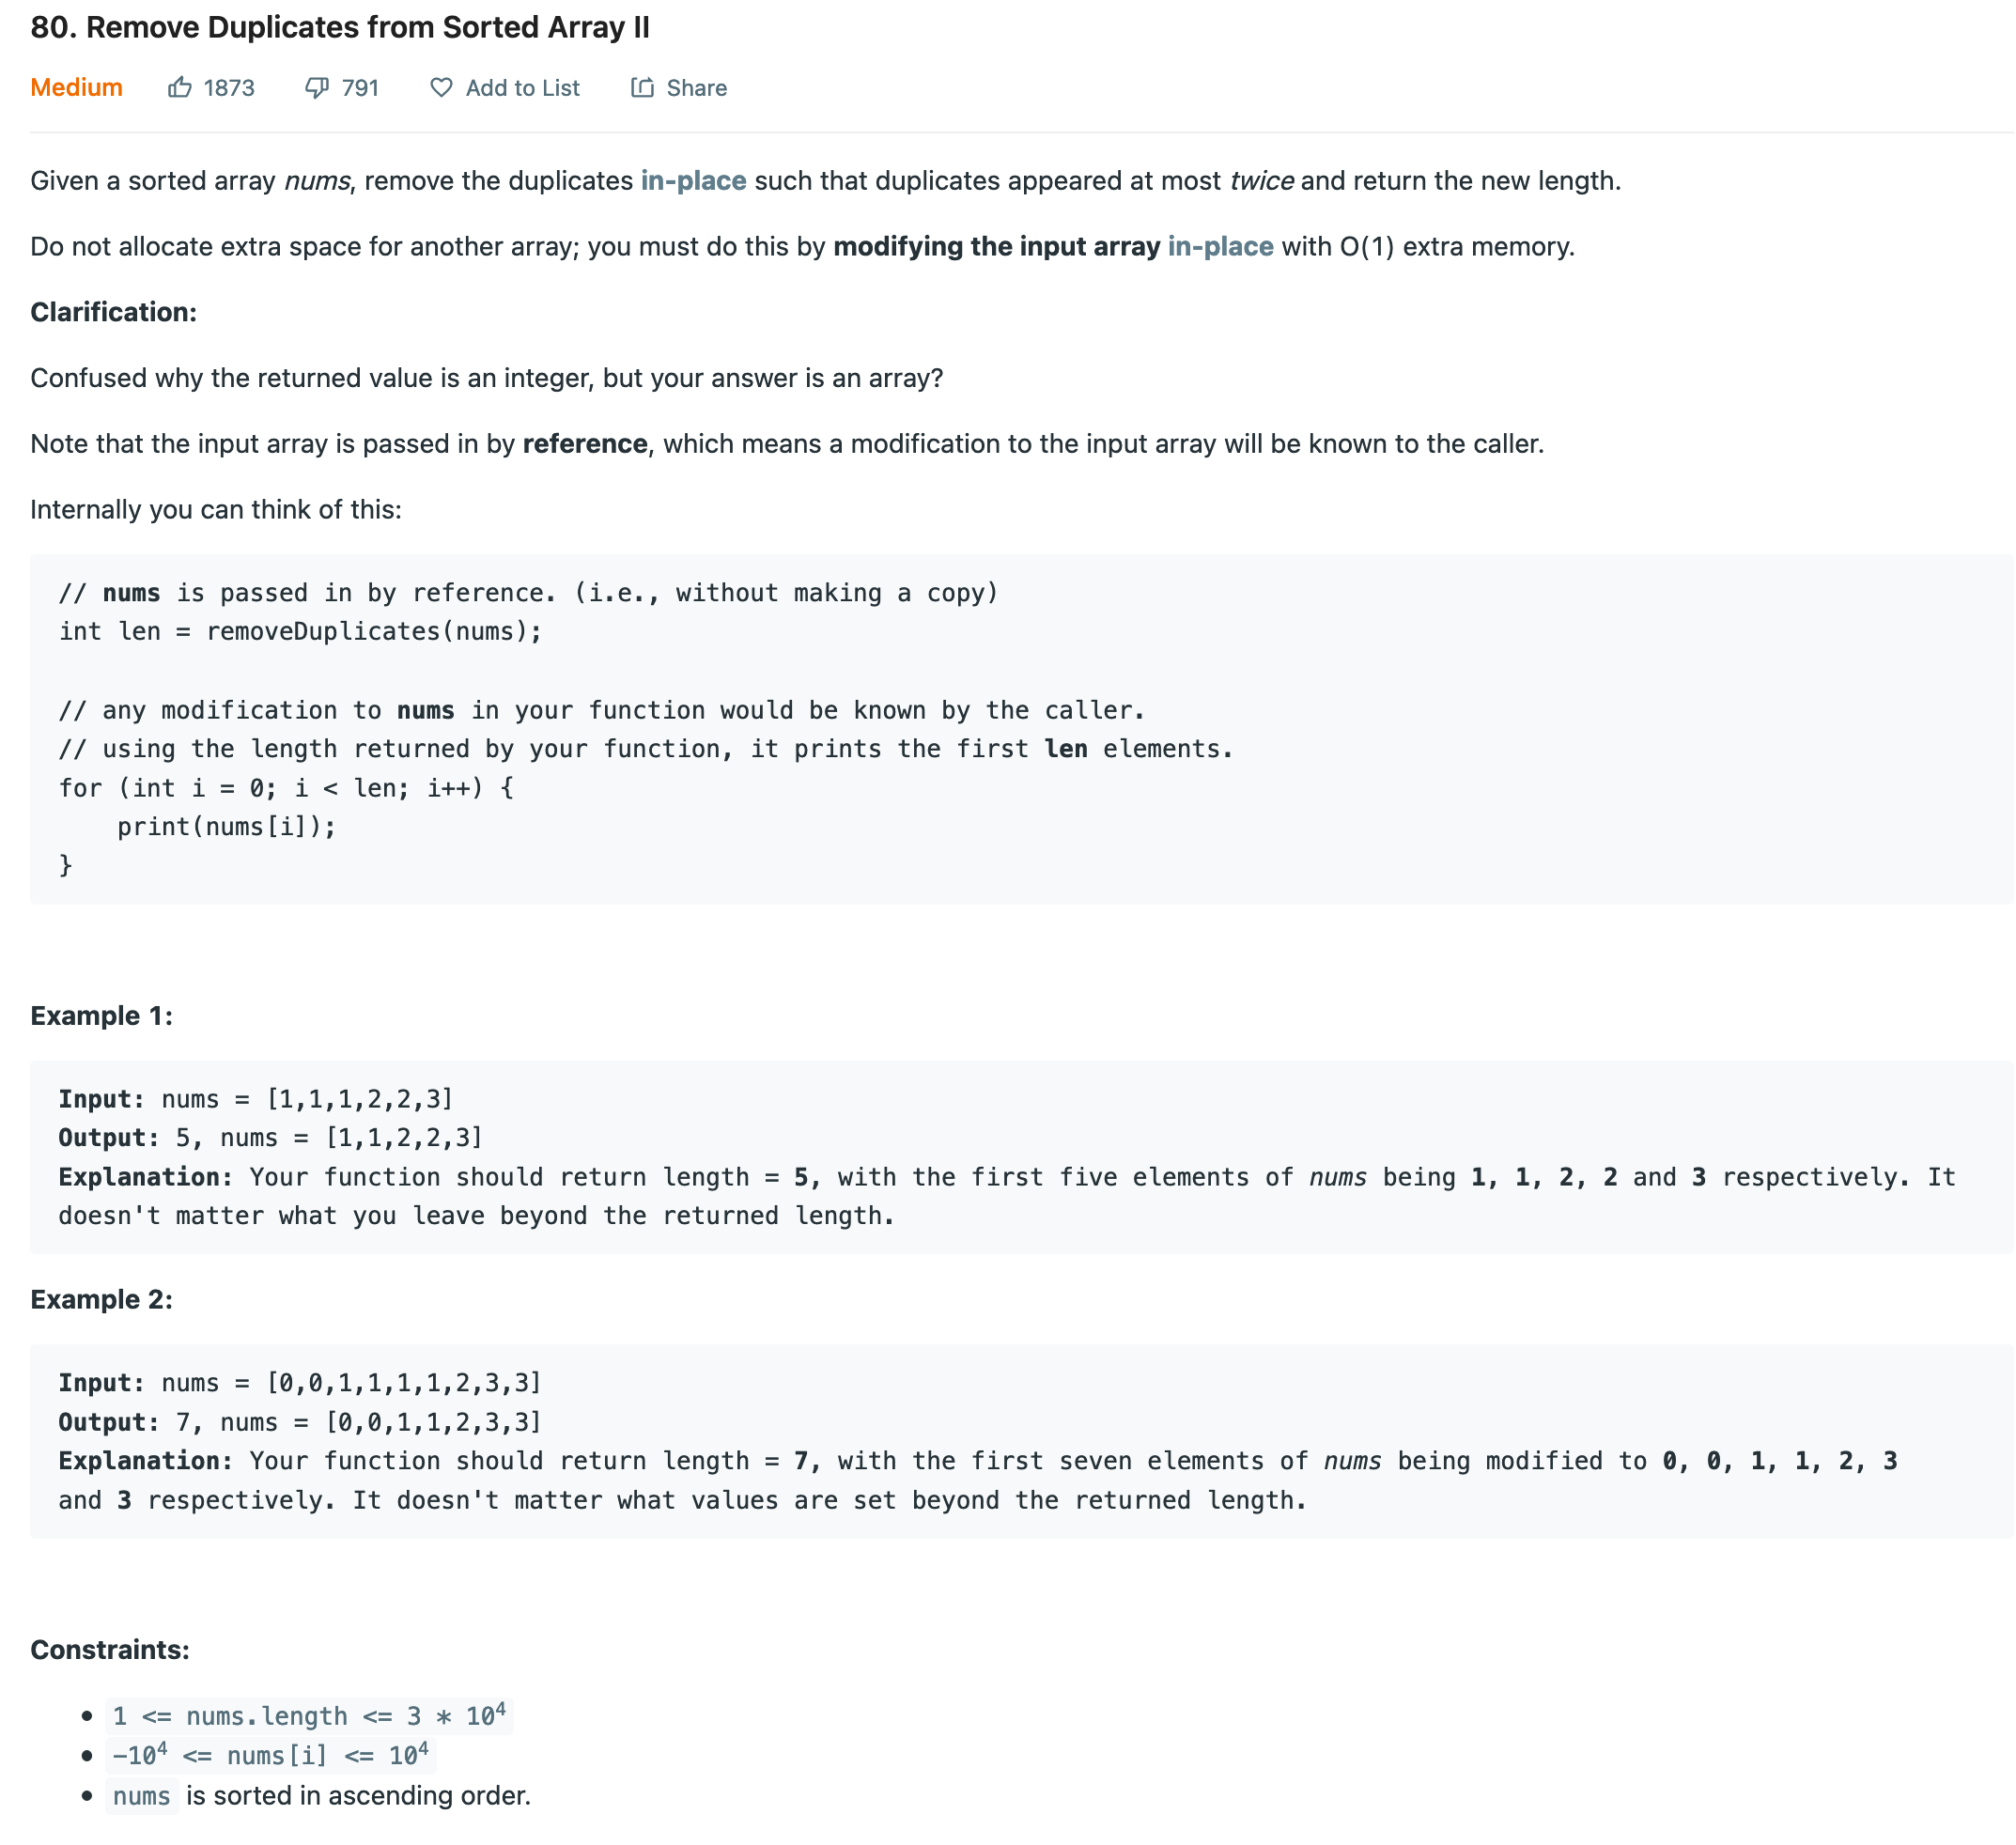 80. Remove Duplicates from Sorted Array II
Medium 1873 791 Add to List Share
Given a sorted array nums, remove the duplicates in-place such that duplicates appeared at most twice and return the new length.
Do not allocate extra space for another array; you must do this by modifying the input array in-place with O(1) extra memory.
Clarification:
Confused why the returned value is an integer, but your answer is an array?
Note that the input array is passed in by reference, which means a modification to the input array will be known to the caller.
Internally you can think of this:
// nums is passed in by reference. (i.e., without making a copy)
int len = removeDuplicates(nums);
// any modification to nums in your function would be known by the caller.
// using the length returned by your function, it prints the first len elements.
for (int i = 0; i < len; i++) {
    print(nums[i]);
}
Example 1:
Input: nums = [1,1,1,2,2,3]
Output: 5, nums = [1,1,2,2,3]
Explanation: Your function should return length = 5, with the first five elements of nums being 1, 1, 2, 2 and 3 respectively. It
doesn't matter what you leave beyond the returned length.
Example 2:
Input: nums = [0,0,1,1,1,1,2,3,3]
Output: 7, nums = [0,0,1,1,2,3,3]
Explanation: Your function should return length = 7, with the first seven elements of nums being modified to 0, 0, 1, 1, 2, 3
and 3 respectively. It doesn't matter what values are set beyond the returned length.
Constraints:
• 1 <= nums.length <= 3 * 10⁴
• -10⁴ <= nums[i] <= 10⁴
• nums is sorted in ascending order.